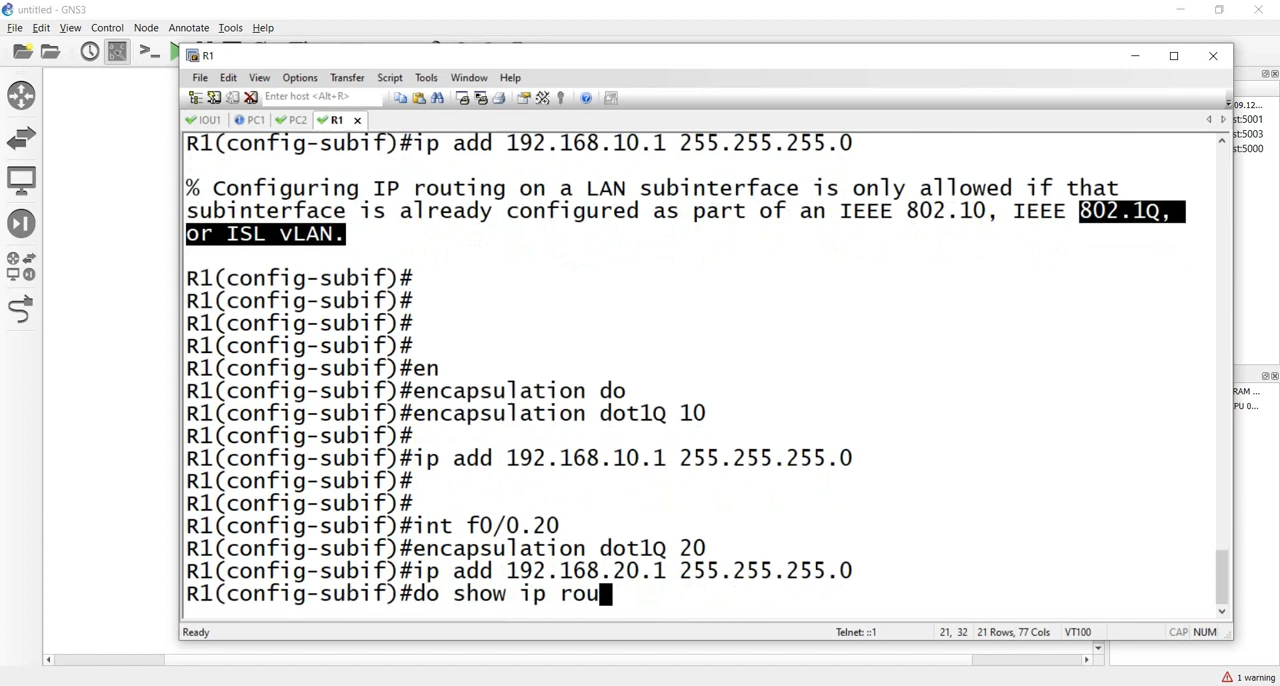 untitled - GNS3
File Edit View Control Node Annotate Tools Help
R1
File Edit View Options Transfer Script Tools Window Help
Enter host <Alt+R>
IOU1 PC1 PC2 R1
R1(config-subif)#ip add 192.168.10.1 255.255.255.0
% Configuring IP routing on a LAN subinterface is only allowed if that
subinterface is already configured as part of an IEEE 802.10, IEEE 802.1Q,
or ISL vLAN.
R1(config-subif)#
R1(config-subif)#
R1(config-subif)#
R1(config-subif)#
R1(config-subif)#en
R1(config-subif)#encapsulation do
R1(config-subif)#encapsulation dot1Q 10
R1(config-subif)#
R1(config-subif)#ip add 192.168.10.1 255.255.255.0
R1(config-subif)#
R1(config-subif)#
R1(config-subif)#int f0/0.20
R1(config-subif)#encapsulation dot1Q 20
R1(config-subif)#ip add 192.168.20.1 255.255.255.0
R1(config-subif)#do show ip rou
Ready Telnet: ::1 21, 32 21 Rows, 77 Cols VT100 CAP NUM
09.12...
st:5001
st:5003
st:5000
RAM ...
PU 0...
1 warning